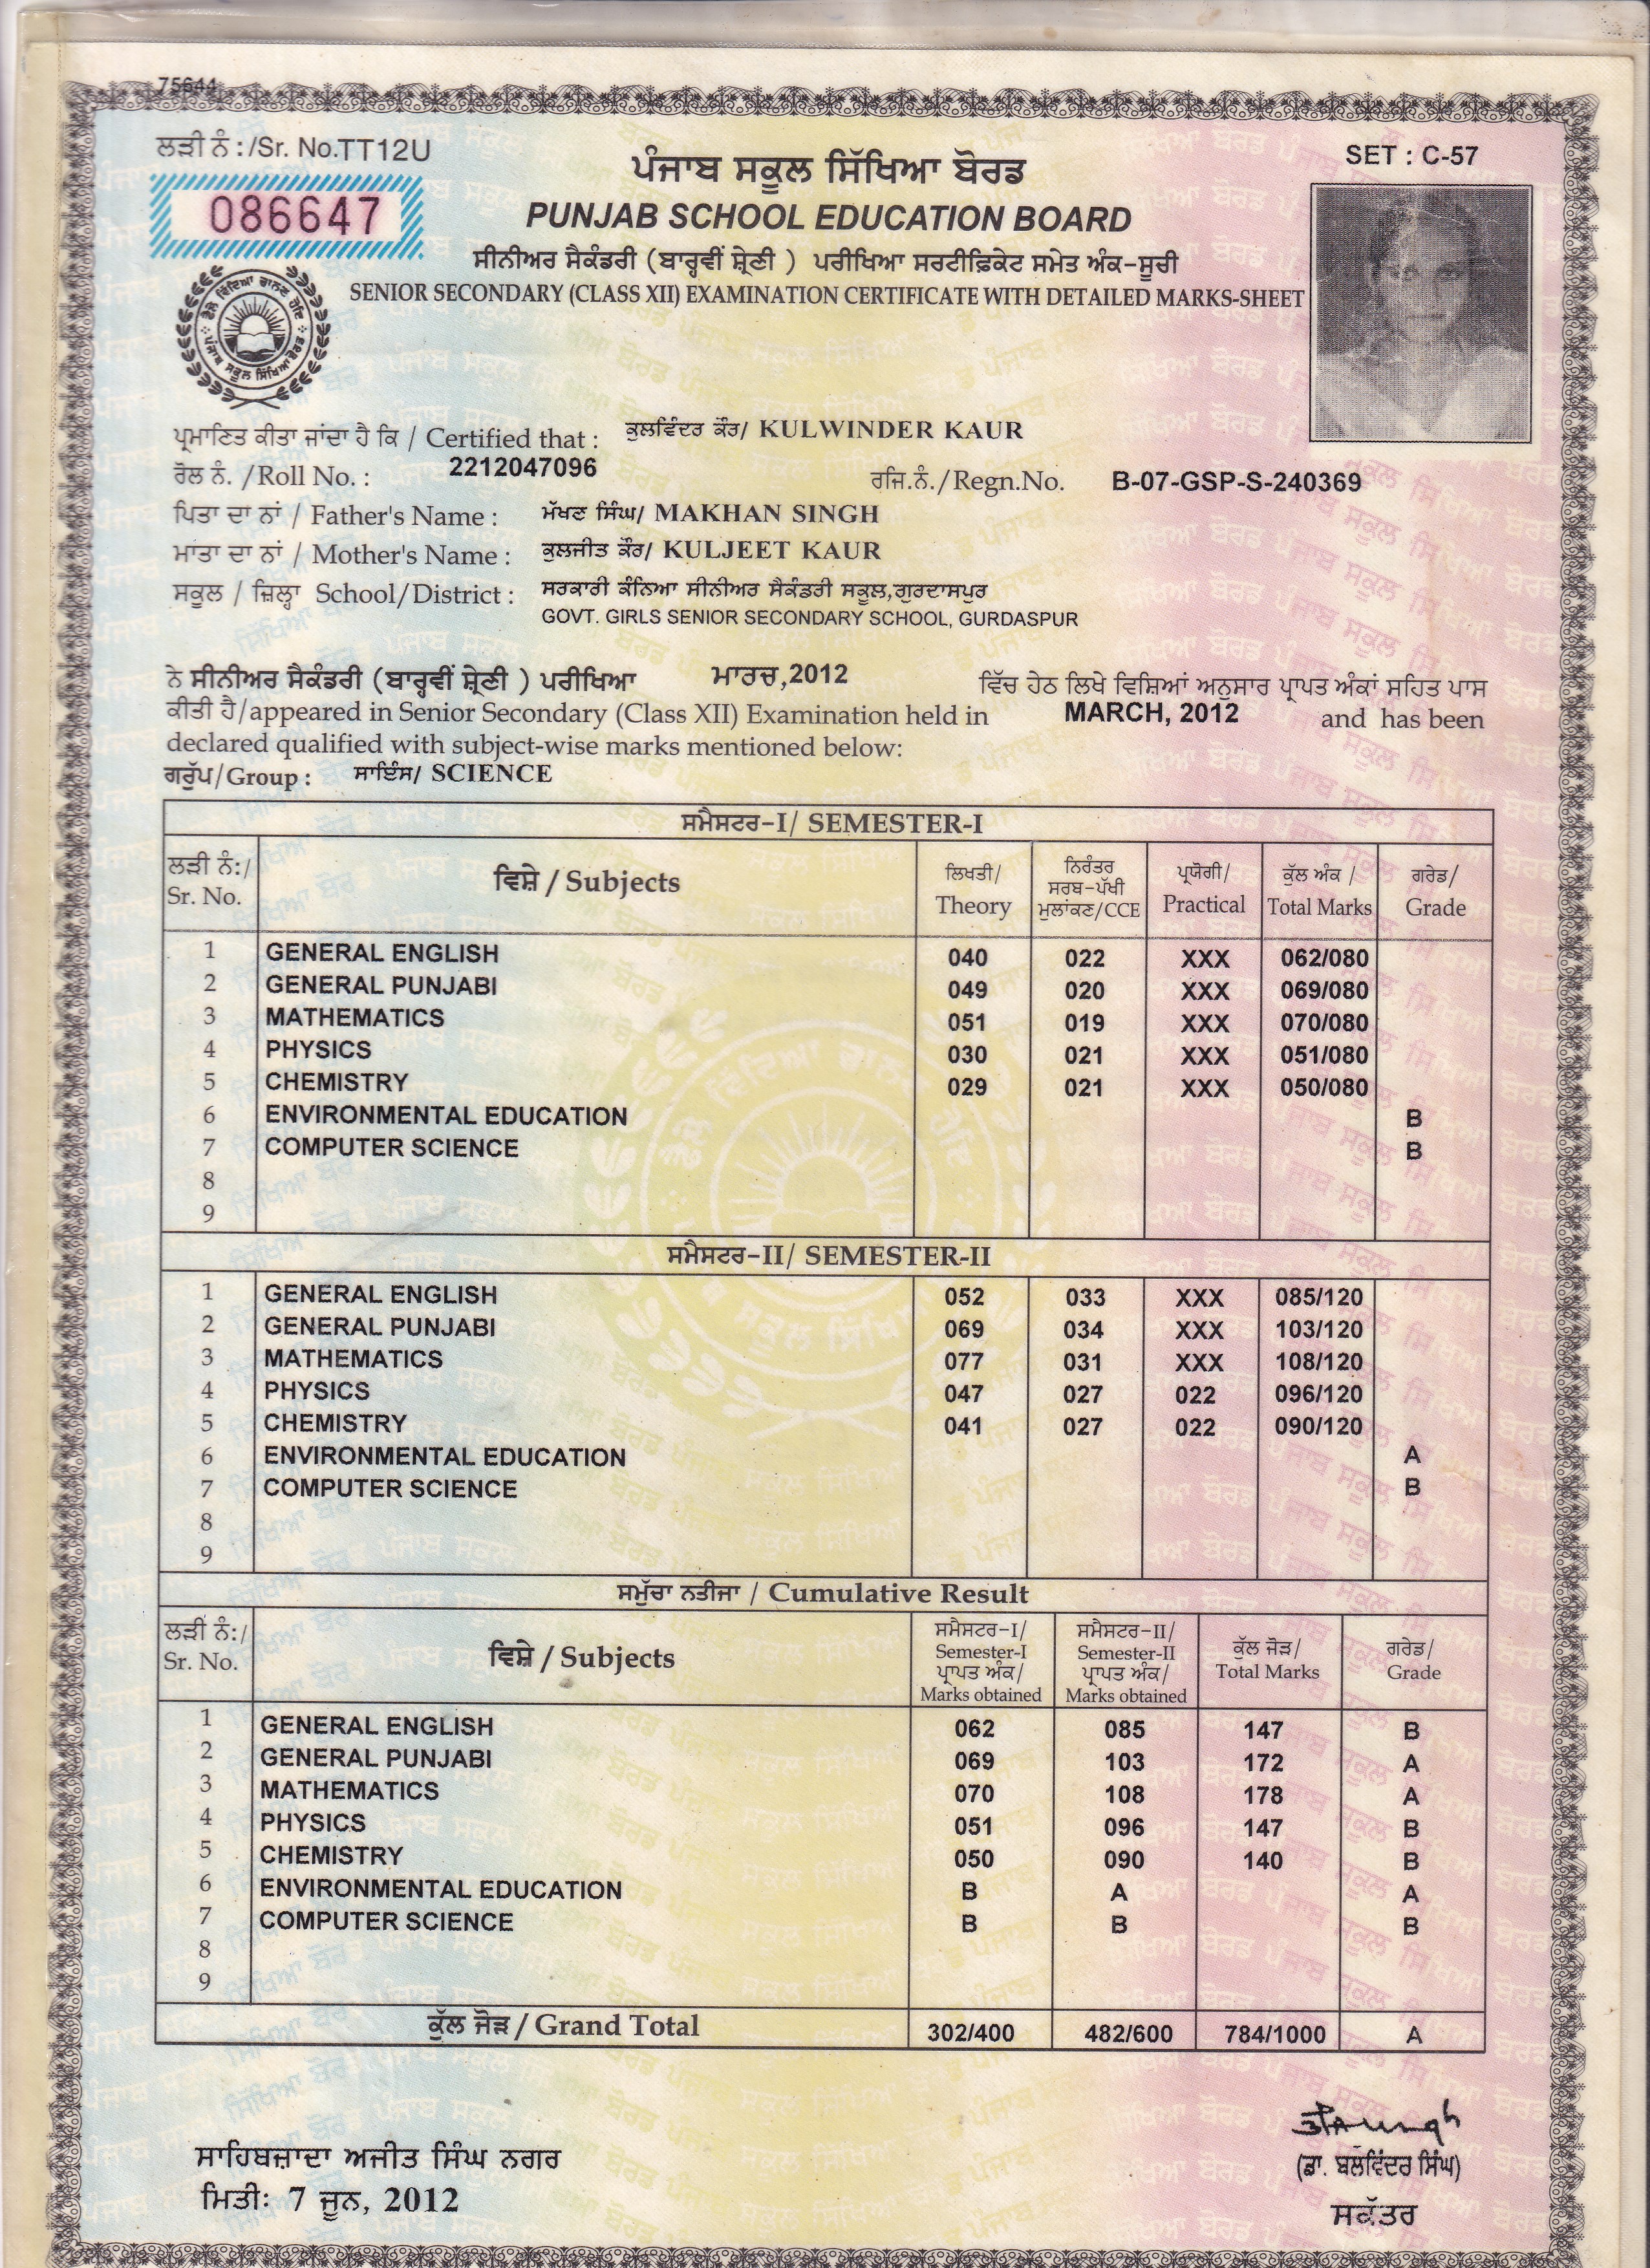 75644
ਲੜੀ ਨੰ:/Sr. No.TT12U
086647
SET : C-57
ਪੰਜਾਬ ਸਕੂਲ ਸਿੱਖਿਆ ਬੋਰਡ
PUNJAB SCHOOL EDUCATION BOARD
ਸੀਨੀਅਰ ਸੈਕੰਡਰੀ (ਬਾਰ੍ਹਵੀਂ ਸ਼੍ਰੇਣੀ ) ਪਰੀਖਿਆ ਸਰਟੀਫ਼ਿਕੇਟ ਸਮੇਤ ਅੰਕ-ਸੂਚੀ
SENIOR SECONDARY (CLASS XII) EXAMINATION CERTIFICATE WITH DETAILED MARKS-SHEET
ਪ੍ਰਮਾਣਿਤ ਕੀਤਾ ਜਾਂਦਾ ਹੈ ਕਿ / Certified that : ਕੁਲਵਿੰਦਰ ਕੌਰ/ KULWINDER KAUR
ਰੋਲ ਨੰ. /Roll No. : 2212047096 ਰਜਿ.ਨੰ./Regn.No. B-07-GSP-S-240369
ਪਿਤਾ ਦਾ ਨਾਂ / Father's Name : ਮੱਖਣ ਸਿੰਘ/ MAKHAN SINGH
ਮਾਤਾ ਦਾ ਨਾਂ / Mother's Name : ਕੁਲਜੀਤ ਕੌਰ/ KULJEET KAUR
ਸਕੂਲ / ਜ਼ਿਲ੍ਹਾ School/District : ਸਰਕਾਰੀ ਕੰਨਿਆ ਸੀਨੀਅਰ ਸੈਕੰਡਰੀ ਸਕੂਲ,ਗੁਰਦਾਸਪੁਰ
GOVT. GIRLS SENIOR SECONDARY SCHOOL, GURDASPUR
ਨੇ ਸੀਨੀਅਰ ਸੈਕੰਡਰੀ (ਬਾਰ੍ਹਵੀਂ ਸ਼੍ਰੇਣੀ ) ਪਰੀਖਿਆ ਮਾਰਚ,2012 ਵਿੱਚ ਹੇਠ ਲਿਖੇ ਵਿਸ਼ਿਆਂ ਅਨੁਸਾਰ ਪ੍ਰਾਪਤ ਅੰਕਾਂ ਸਹਿਤ ਪਾਸ
ਕੀਤੀ ਹੈ/appeared in Senior Secondary (Class XII) Examination held in MARCH, 2012 and has been
declared qualified with subject-wise marks mentioned below:
ਗਰੁੱਪ/Group : ਸਾਇੰਸ/ SCIENCE
ਸਮੈਸਟਰ-I/ SEMESTER-I
ਲੜੀ ਨੰ:/ Sr. No. ਵਿਸ਼ੇ / Subjects ਲਿਖਤੀ/ Theory ਨਿਰੰਤਰ ਸਰਬ-ਪੱਖੀ ਮੁਲਾਂਕਣ/CCE ਪ੍ਰਯੋਗੀ/ Practical ਕੁੱਲ ਅੰਕ / Total Marks ਗਰੇਡ/ Grade
1 GENERAL ENGLISH 040 022 XXX 062/080
2 GENERAL PUNJABI 049 020 XXX 069/080
3 MATHEMATICS 051 019 XXX 070/080
4 PHYSICS 030 021 XXX 051/080
5 CHEMISTRY 029 021 XXX 050/080
6 ENVIRONMENTAL EDUCATION B
7 COMPUTER SCIENCE B
8
9
ਸਮੈਸਟਰ-II/ SEMESTER-II
1 GENERAL ENGLISH 052 033 XXX 085/120
2 GENERAL PUNJABI 069 034 XXX 103/120
3 MATHEMATICS 077 031 XXX 108/120
4 PHYSICS 047 027 022 096/120
5 CHEMISTRY 041 027 022 090/120
6 ENVIRONMENTAL EDUCATION A
7 COMPUTER SCIENCE B
8
9
ਸਮੁੱਚਾ ਨਤੀਜਾ / Cumulative Result
ਲੜੀ ਨੰ:/ Sr. No. ਵਿਸ਼ੇ / Subjects ਸਮੈਸਟਰ-I/ Semester-I ਪ੍ਰਾਪਤ ਅੰਕ/ Marks obtained ਸਮੈਸਟਰ-II/ Semester-II ਪ੍ਰਾਪਤ ਅੰਕ/ Marks obtained ਕੁੱਲ ਜੋੜ/ Total Marks ਗਰੇਡ/ Grade
1 GENERAL ENGLISH 062 085 147 B
2 GENERAL PUNJABI 069 103 172 A
3 MATHEMATICS 070 108 178 A
4 PHYSICS 051 096 147 B
5 CHEMISTRY 050 090 140 B
6 ENVIRONMENTAL EDUCATION B A A
7 COMPUTER SCIENCE B B B
8
9
ਕੁੱਲ ਜੋੜ / Grand Total 302/400 482/600 784/1000 A
ਸਾਹਿਬਜ਼ਾਦਾ ਅਜੀਤ ਸਿੰਘ ਨਗਰ
ਮਿਤੀ: 7 ਜੂਨ, 2012
(ਡਾ. ਬਲਵਿੰਦਰ ਸਿੰਘ)
ਸਕੱਤਰ